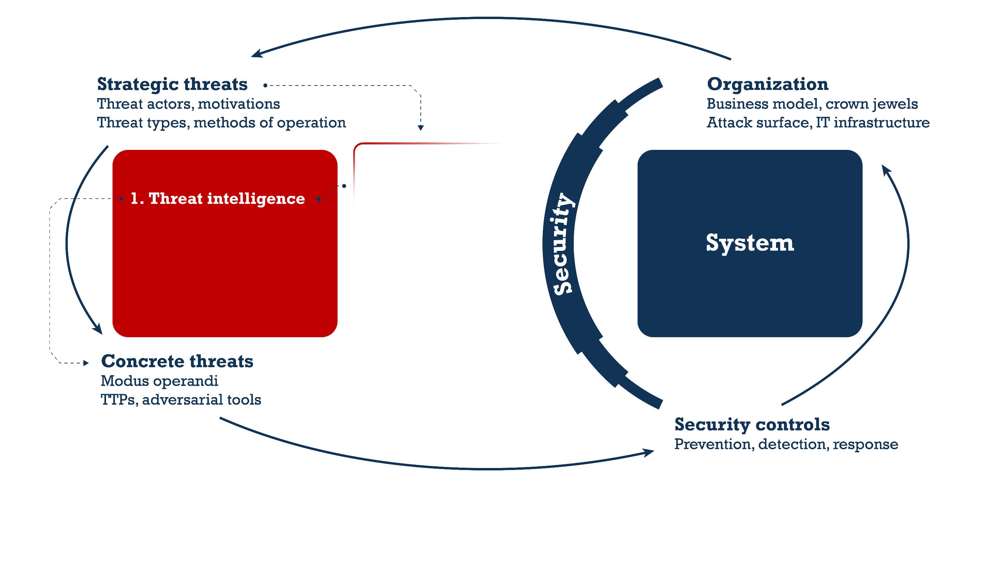 Strategic threats
Threat actors, motivations
Threat types, methods of operation
Organization
Business model, crown jewels
Attack surface, IT infrastructure
1. Threat intelligence
Security
System
Concrete threats
Modus operandi
TTPs, adversarial tools
Security controls
Prevention, detection, response